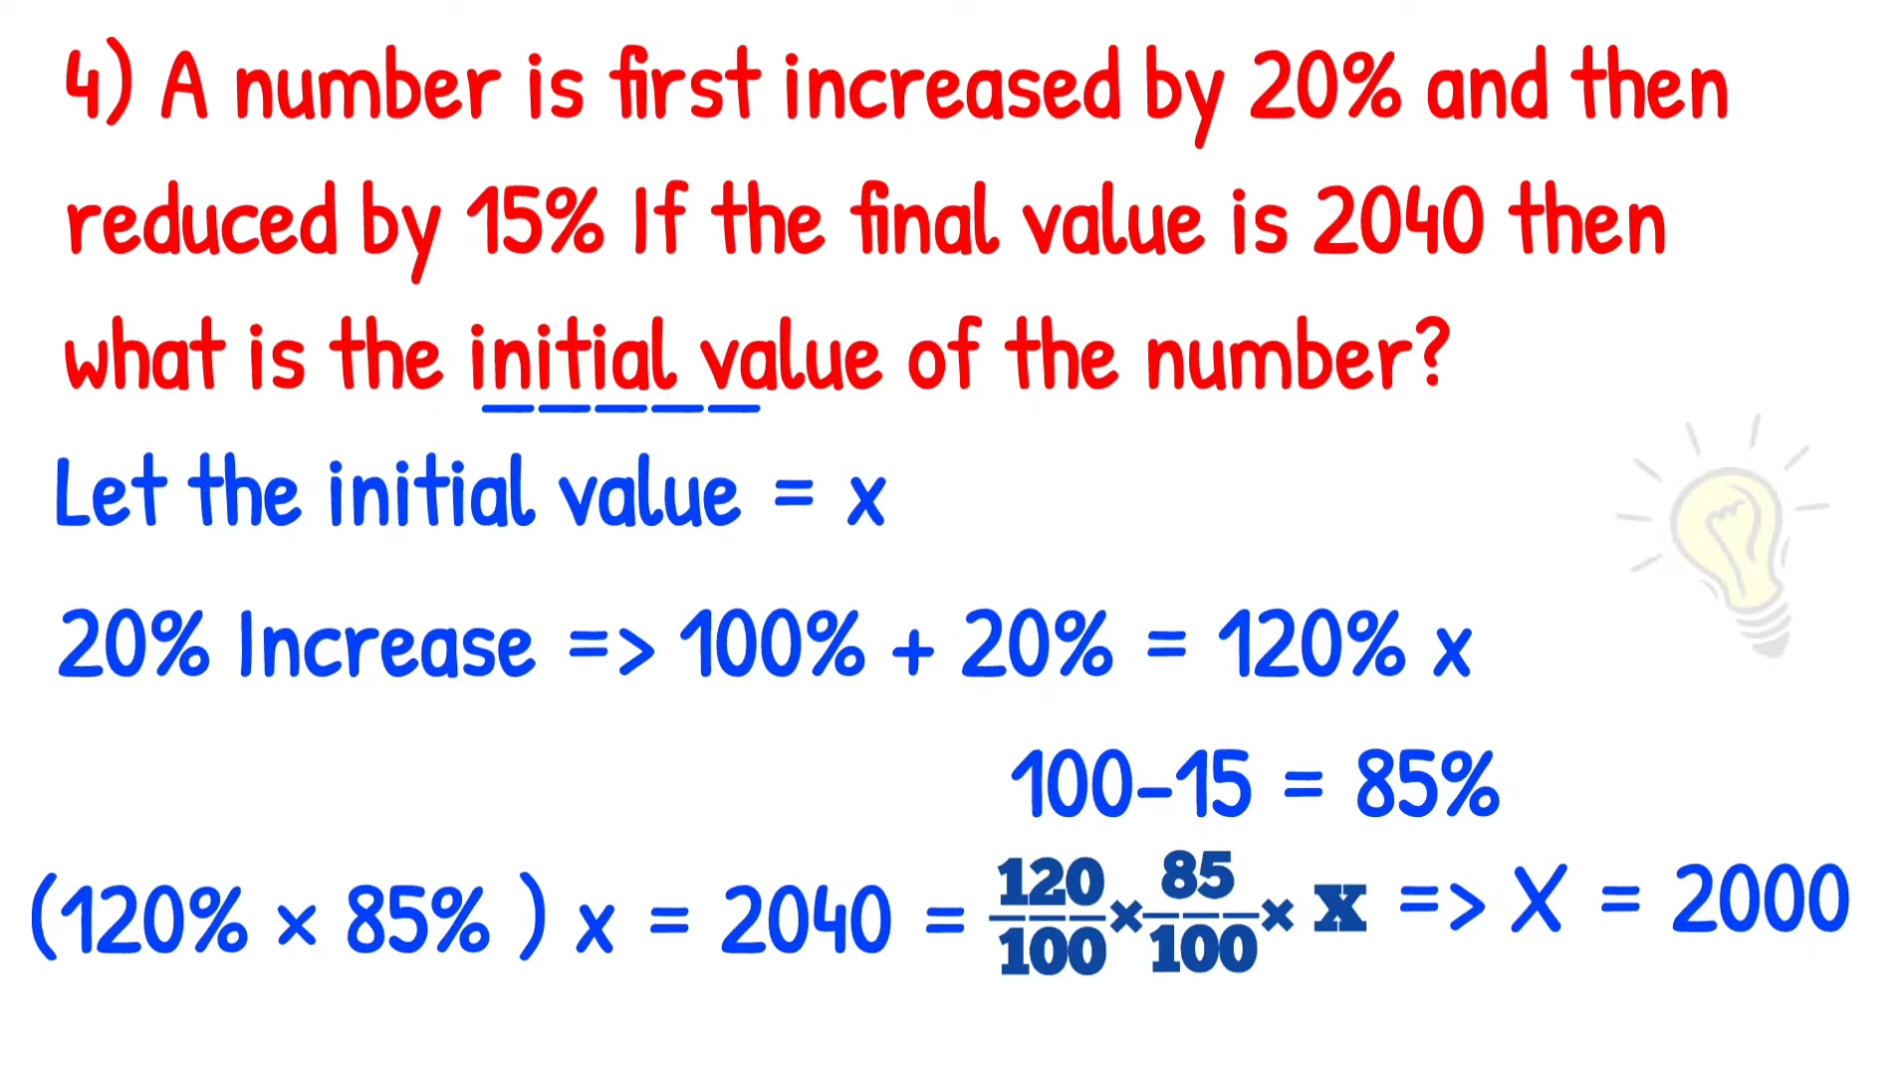 4) A number is first increased by 20% and then
reduced by 15% If the final value is 2040 then
what is the initial value of the number?
Let the initial value = x
20% Increase => 100% + 20% = 120% x
100-15 = 85%
(120% × 85% ) x = 2040 = 120/100 × 85/100 × x => X = 2000